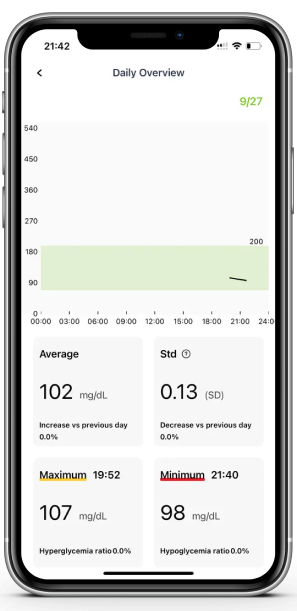 21:42
Daily Overview
9/27
540
450
360
270
200
180
90
0
00:00 03:00 06:00 09:00 12:00 15:00 18:00 21:00 24:0
Average
102 mg/dL
Increase vs previous day
0.0%
Std
0.13 (SD)
Decrease vs previous day
0.0%
Maximum 19:52
107 mg/dL
Hyperglycemia ratio 0.0%
Minimum 21:40
98 mg/dL
Hypoglycemia ratio 0.0%